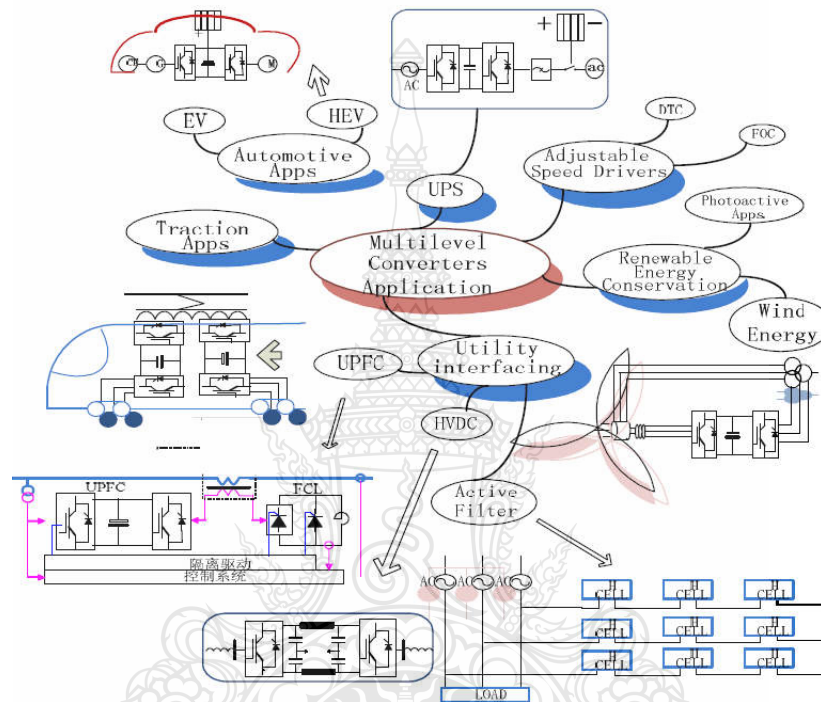 + −
+
G
M
AC
ac
EV
HEV
Automotive
Apps
UPS
DTC
FOC
Adjustable
Speed Drivers
Traction
Apps
Multilevel
Converters
Application
Photoactive
Apps
Renewable
Energy
Conservation
Wind
Energy
UPFC
Utility
interfacing
HVDC
Active
Filter
UPFC
FCL
隔离驱动
控制系统
AC AC AC
H H H
CELL CELL CELL
H H H
CELL CELL CELL
H H H
CELL CELL CELL
LOAD